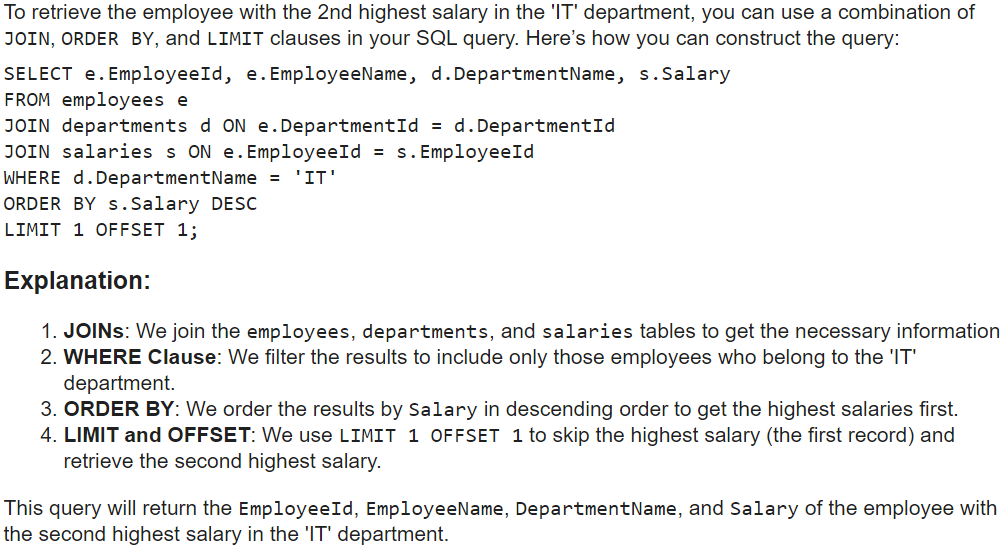 To retrieve the employee with the 2nd highest salary in the 'IT' department, you can use a combination of
JOIN, ORDER BY, and LIMIT clauses in your SQL query. Here’s how you can construct the query:
SELECT e.EmployeeId, e.EmployeeName, d.DepartmentName, s.Salary
FROM employees e
JOIN departments d ON e.DepartmentId = d.DepartmentId
JOIN salaries s ON e.EmployeeId = s.EmployeeId
WHERE d.DepartmentName = 'IT'
ORDER BY s.Salary DESC
LIMIT 1 OFFSET 1;
Explanation:
1. JOINs: We join the employees, departments, and salaries tables to get the necessary information
2. WHERE Clause: We filter the results to include only those employees who belong to the 'IT'
department.
3. ORDER BY: We order the results by Salary in descending order to get the highest salaries first.
4. LIMIT and OFFSET: We use LIMIT 1 OFFSET 1 to skip the highest salary (the first record) and
retrieve the second highest salary.
This query will return the EmployeeId, EmployeeName, DepartmentName, and Salary of the employee with
the second highest salary in the 'IT' department.